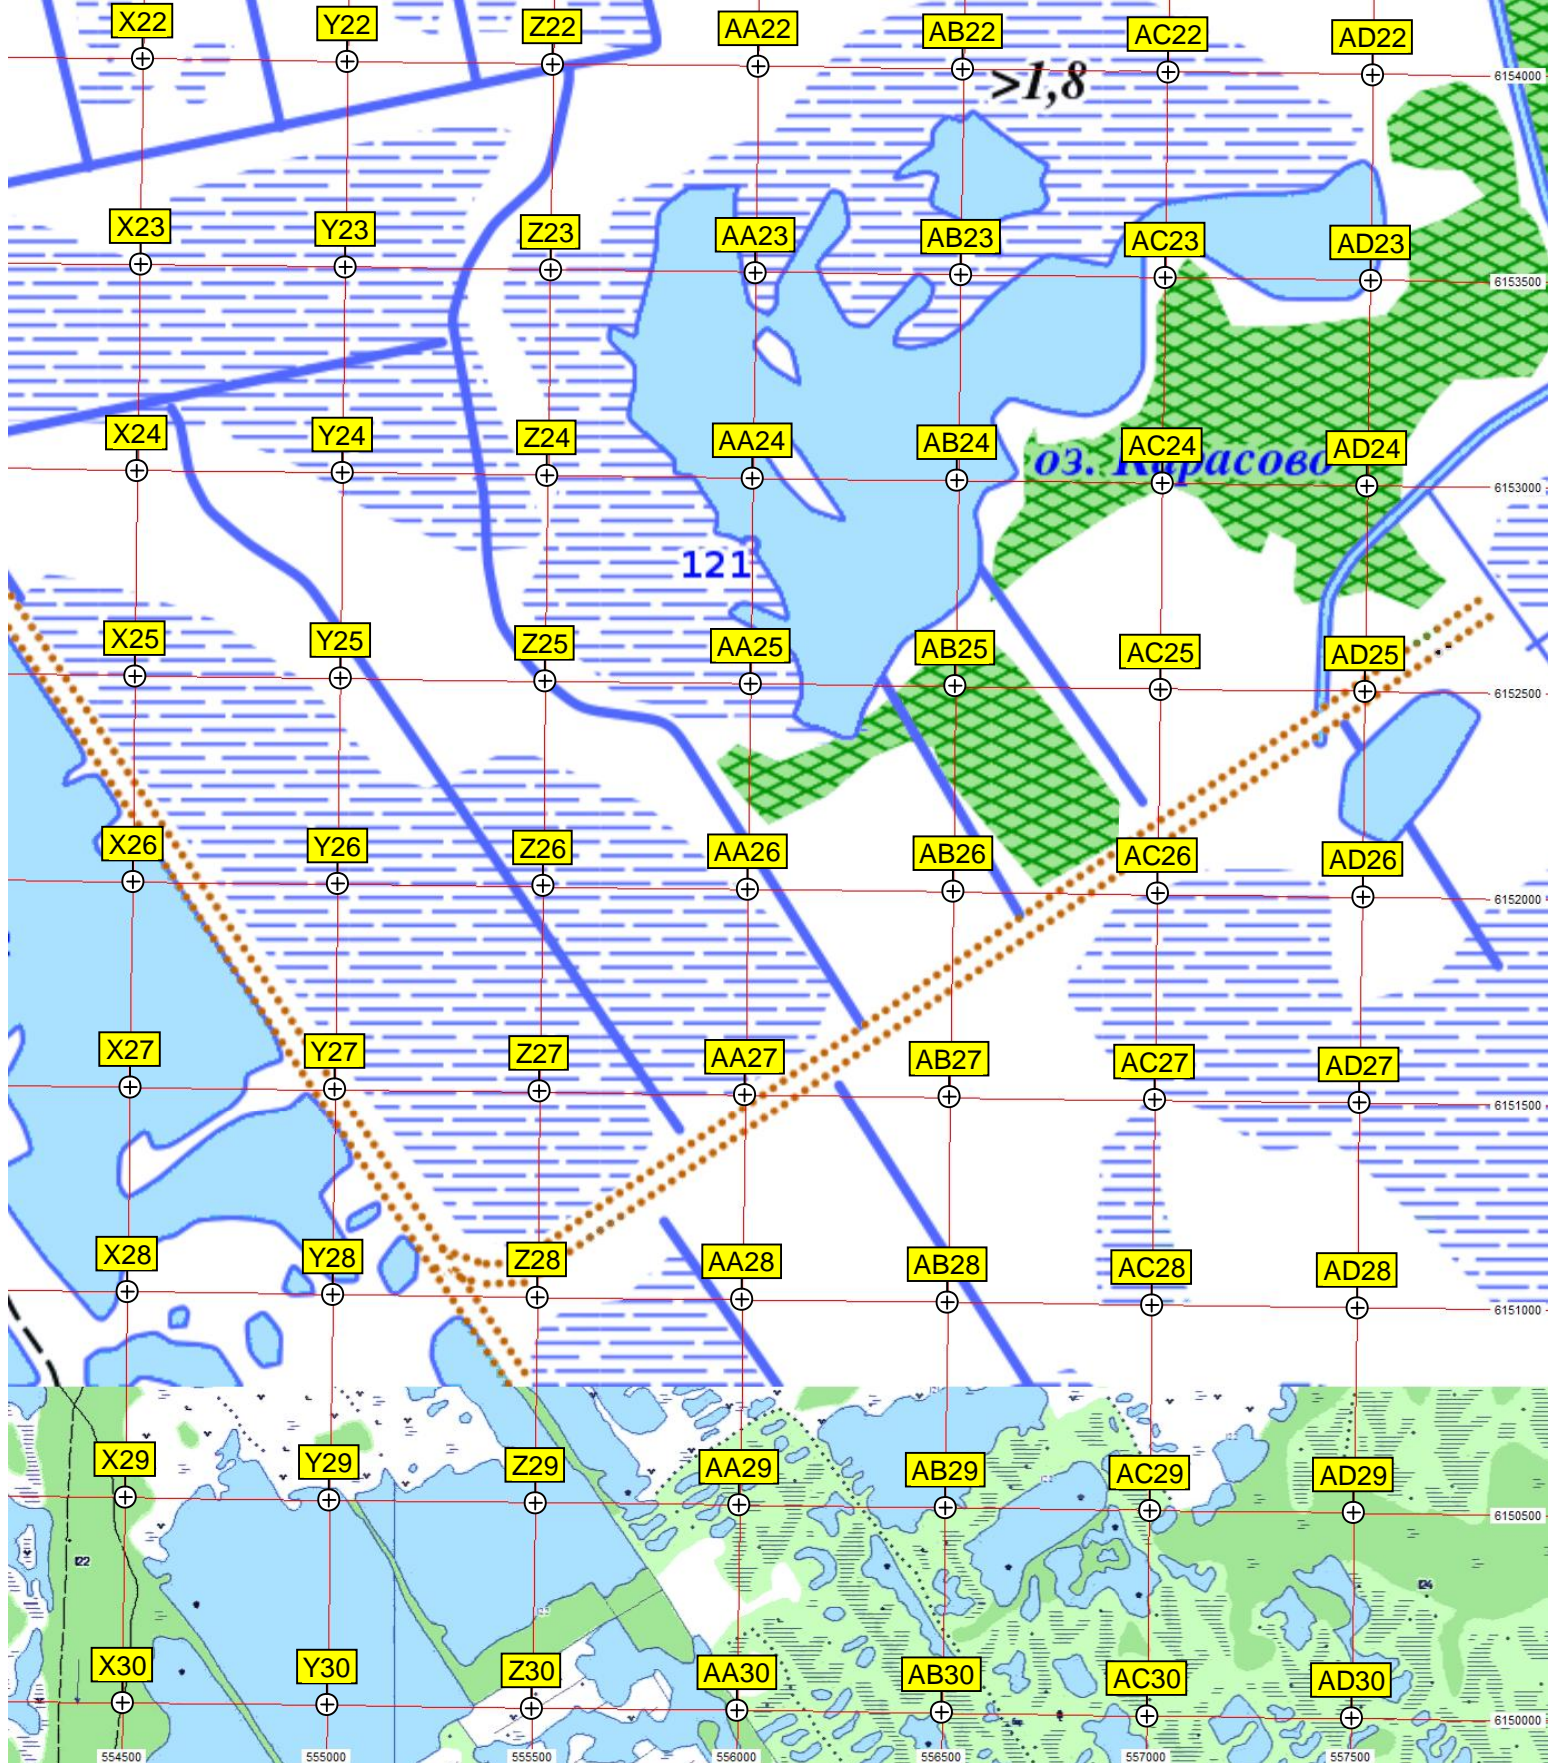 X22 Y22 Z22 AA22 AB22 AC22 AD22
>1,8
6154000
X23 Y23 Z23 AA23 AB23 AC23 AD23
6153500
X24 Y24 Z24 AA24 AB24 AC24 AD24
оз. Карасово
6153000
121
X25 Y25 Z25 AA25 AB25 AC25 AD25
6152500
X26 Y26 Z26 AA26 AB26 AC26 AD26
6152000
X27 Y27 Z27 AA27 AB27 AC27 AD27
6151500
X28 Y28 Z28 AA28 AB28 AC28 AD28
6151000
X29 Y29 Z29 AA29 AB29 AC29 AD29
6150500
122
124
X30 Y30 Z30 AA30 AB30 AC30 AD30
6150000
554500 555000 555500 556000 556500 557000 557500